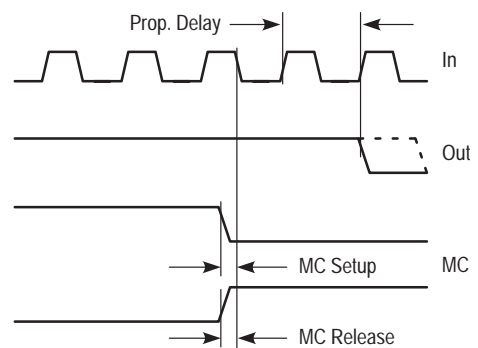 Prop. Delay
In
Out
MC Setup
MC
MC Release